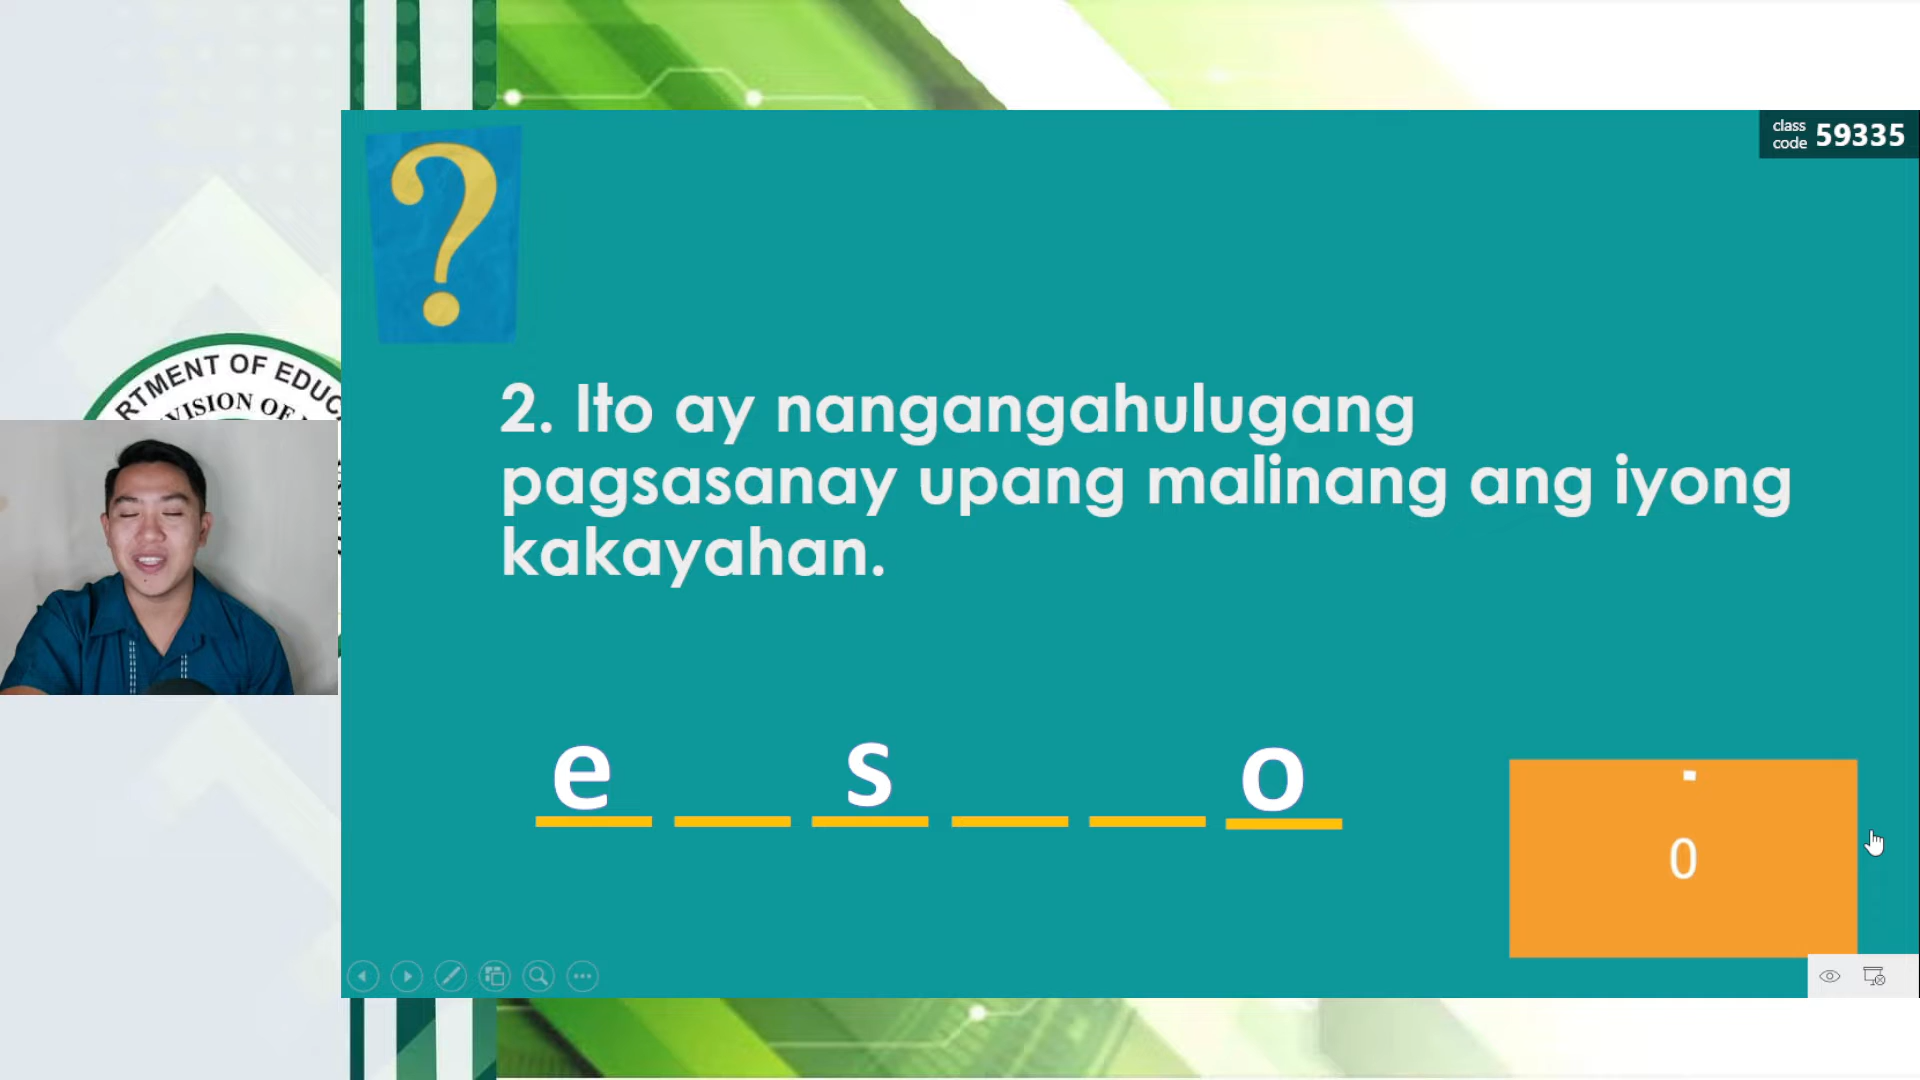 class
code 59335
?
RTMENT OF EDUC
VISION OF
2. Ito ay nangangahulugang
pagsasanay upang malinang ang iyong
kakayahan.
e _ s _ _ o
0